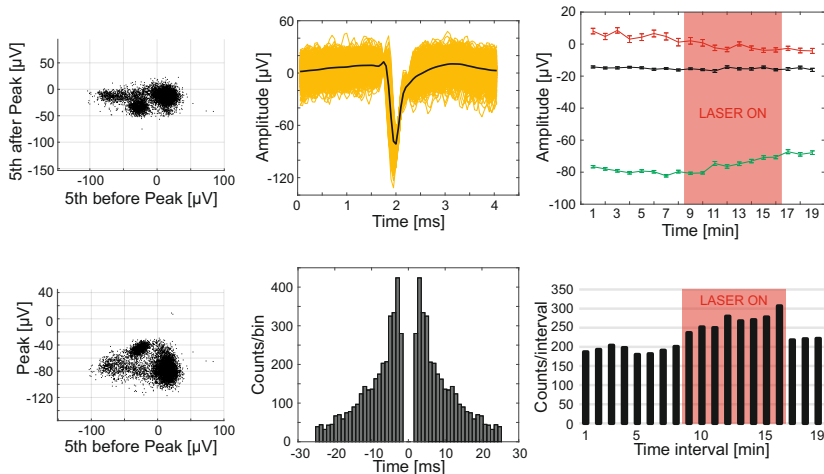 5th after Peak [µV]
50
0
-50
-100
-150
-100
0
100
5th before Peak [µV]
Amplitude [µV]
60
0
-60
-120
0
1
2
3
4
5
Time [ms]
Amplitude [µV]
20
0
-20
-40
-60
-80
-100
LASER ON
1 3 5 7 9 11 13 15 17 19
Time [min]
Peak [µV]
40
0
-40
-80
-120
-100
0
100
5th before Peak [µV]
Counts/bin
400
300
200
100
0
-30 -20 -10 0 10 20 30
Time [ms]
Counts/interval
350
300
250
200
150
100
50
0
LASER ON
1 5 10 15 19
Time interval [min]